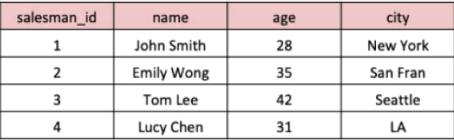 salesman_id name age city
1 John Smith 28 New York
2 Emily Wong 35 San Fran
3 Tom Lee 42 Seattle
4 Lucy Chen 31 LA